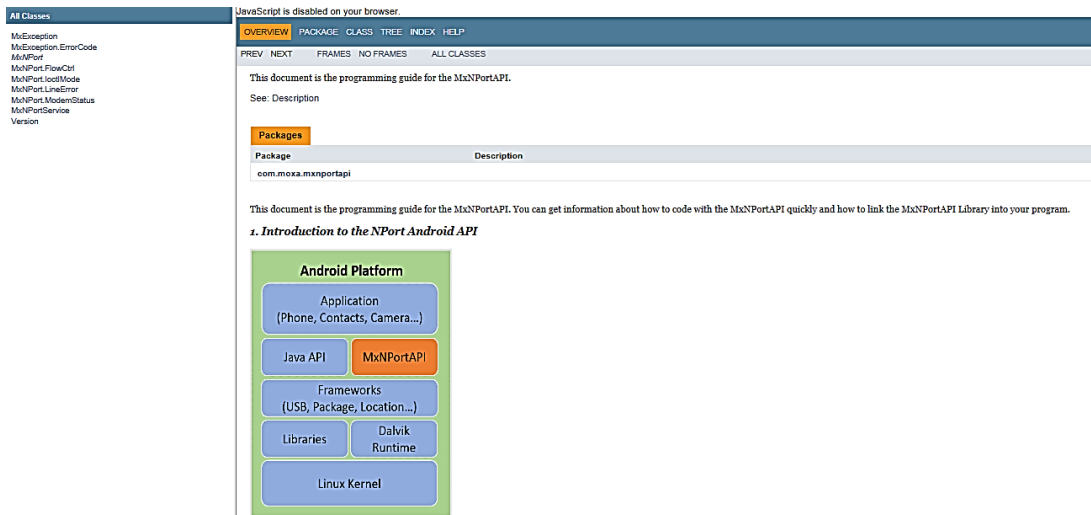 All Classes
MxException
MxException.ErrorCode
MxNPort
MxNPort.FlowCtrl
MxNPort.IoctlMode
MxNPort.LineError
MxNPort.ModemStatus
MxNPortService
Version
JavaScript is disabled on your browser.
OVERVIEW PACKAGE CLASS TREE INDEX HELP
PREV NEXT FRAMES NO FRAMES ALL CLASSES
This document is the programming guide for the MxNPortAPI.
See: Description
Packages
Package Description
com.moxa.mxnportapi
This document is the programming guide for the MxNPortAPI. You can get information about how to code with the MxNPortAPI quickly and how to link the MxNPortAPI Library into your program.
1. Introduction to the NPort Android API
Android Platform
Application
(Phone, Contacts, Camera...)
Java API MxNPortAPI
Frameworks
(USB, Package, Location...)
Libraries
Dalvik
Runtime
Linux Kernel